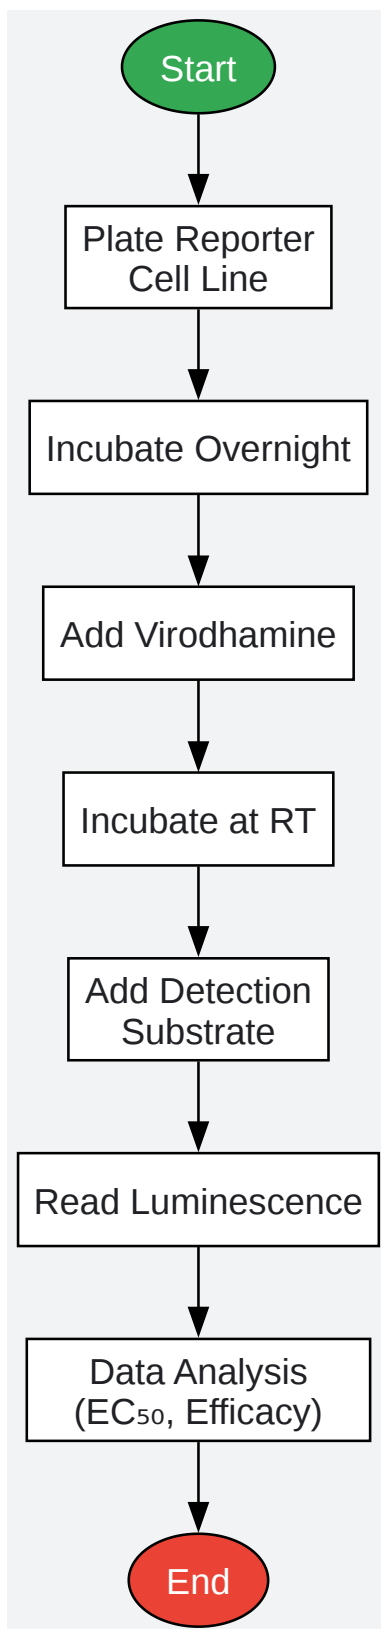 Start
Plate Reporter
Cell Line
Incubate Overnight
Add Virodhamine
Incubate at RT
Add Detection
Substrate
Read Luminescence
Data Analysis
(EC₅₀, Efficacy)
End